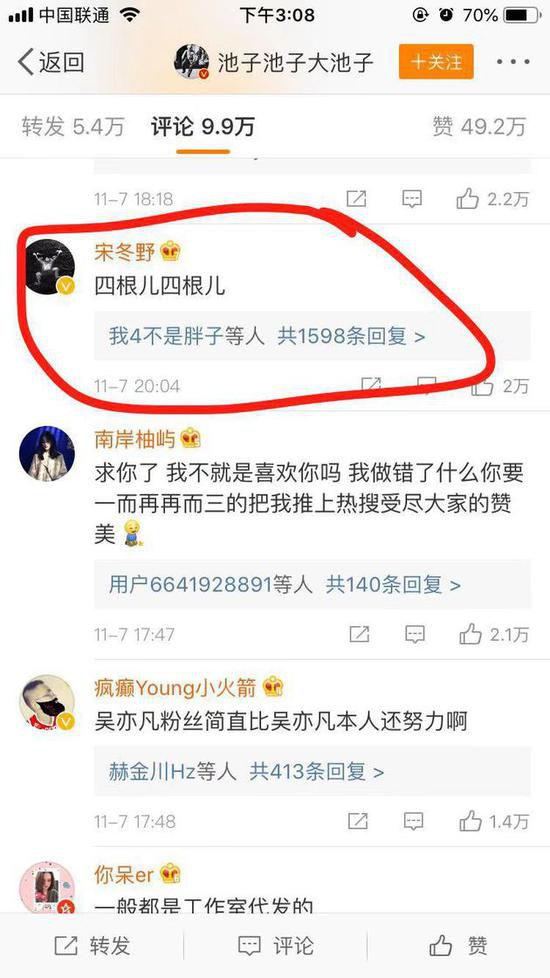 中国联通 下午3:08 70%
返回 池子池子大池子 +关注
转发 5.4万 评论 9.9万 赞 49.2万
11-7 18:18 2.2万
宋冬野
四根儿四根儿
我4不是胖子等人 共1598条回复 >
11-7 20:04 2万
南岸柚屿
求你了 我不就是喜欢你吗 我做错了什么你要
一而再再而三的把我推上热搜受尽大家的赞
美
用户6641928891等人 共140条回复 >
11-7 17:47 2.1万
疯癫Young小火箭
吴亦凡粉丝简直比吴亦凡本人还努力啊
赫金川Hz等人 共413条回复 >
11-7 17:48 1.4万
你呆er
一般都是工作室代发的
转发 评论 赞